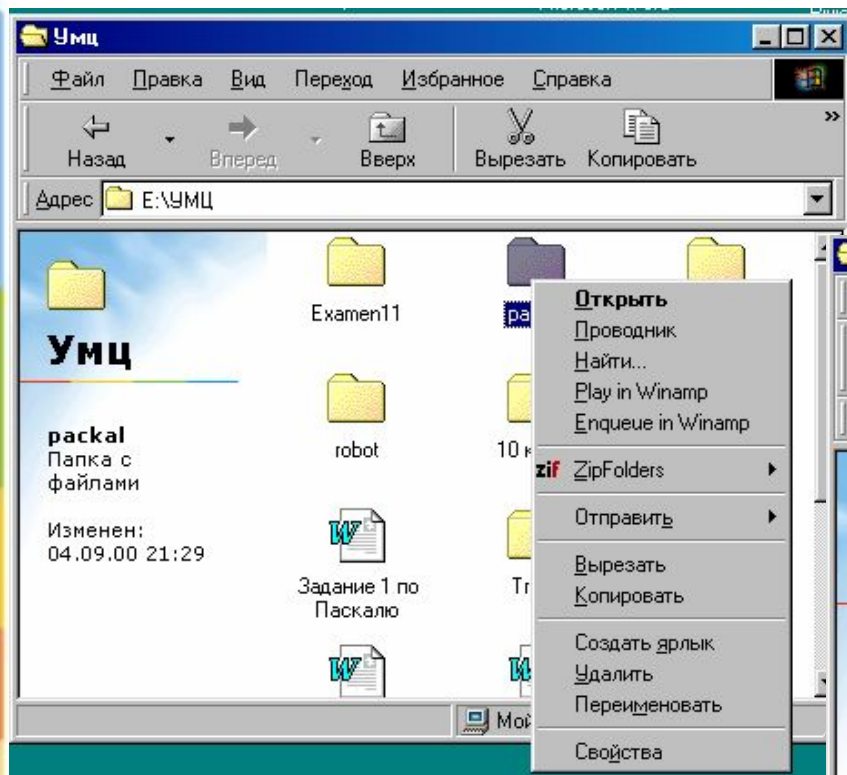 Умц
Файл Правка Вид Переход Избранное Справка
Назад Вперед Вверх Вырезать Копировать »
Адрес E:\УМЦ
Умц
packal
Папка с
файлами
Изменен:
04.09.00 21:29
Examen11
robot
10
Задание 1 по
Паскалю
Открыть
Проводник
Найти...
Play in Winamp
Enqueue in Winamp
zif ZipFolders
Отправить
Вырезать
Копировать
Создать ярлык
Удалить
Переименовать
Свойства